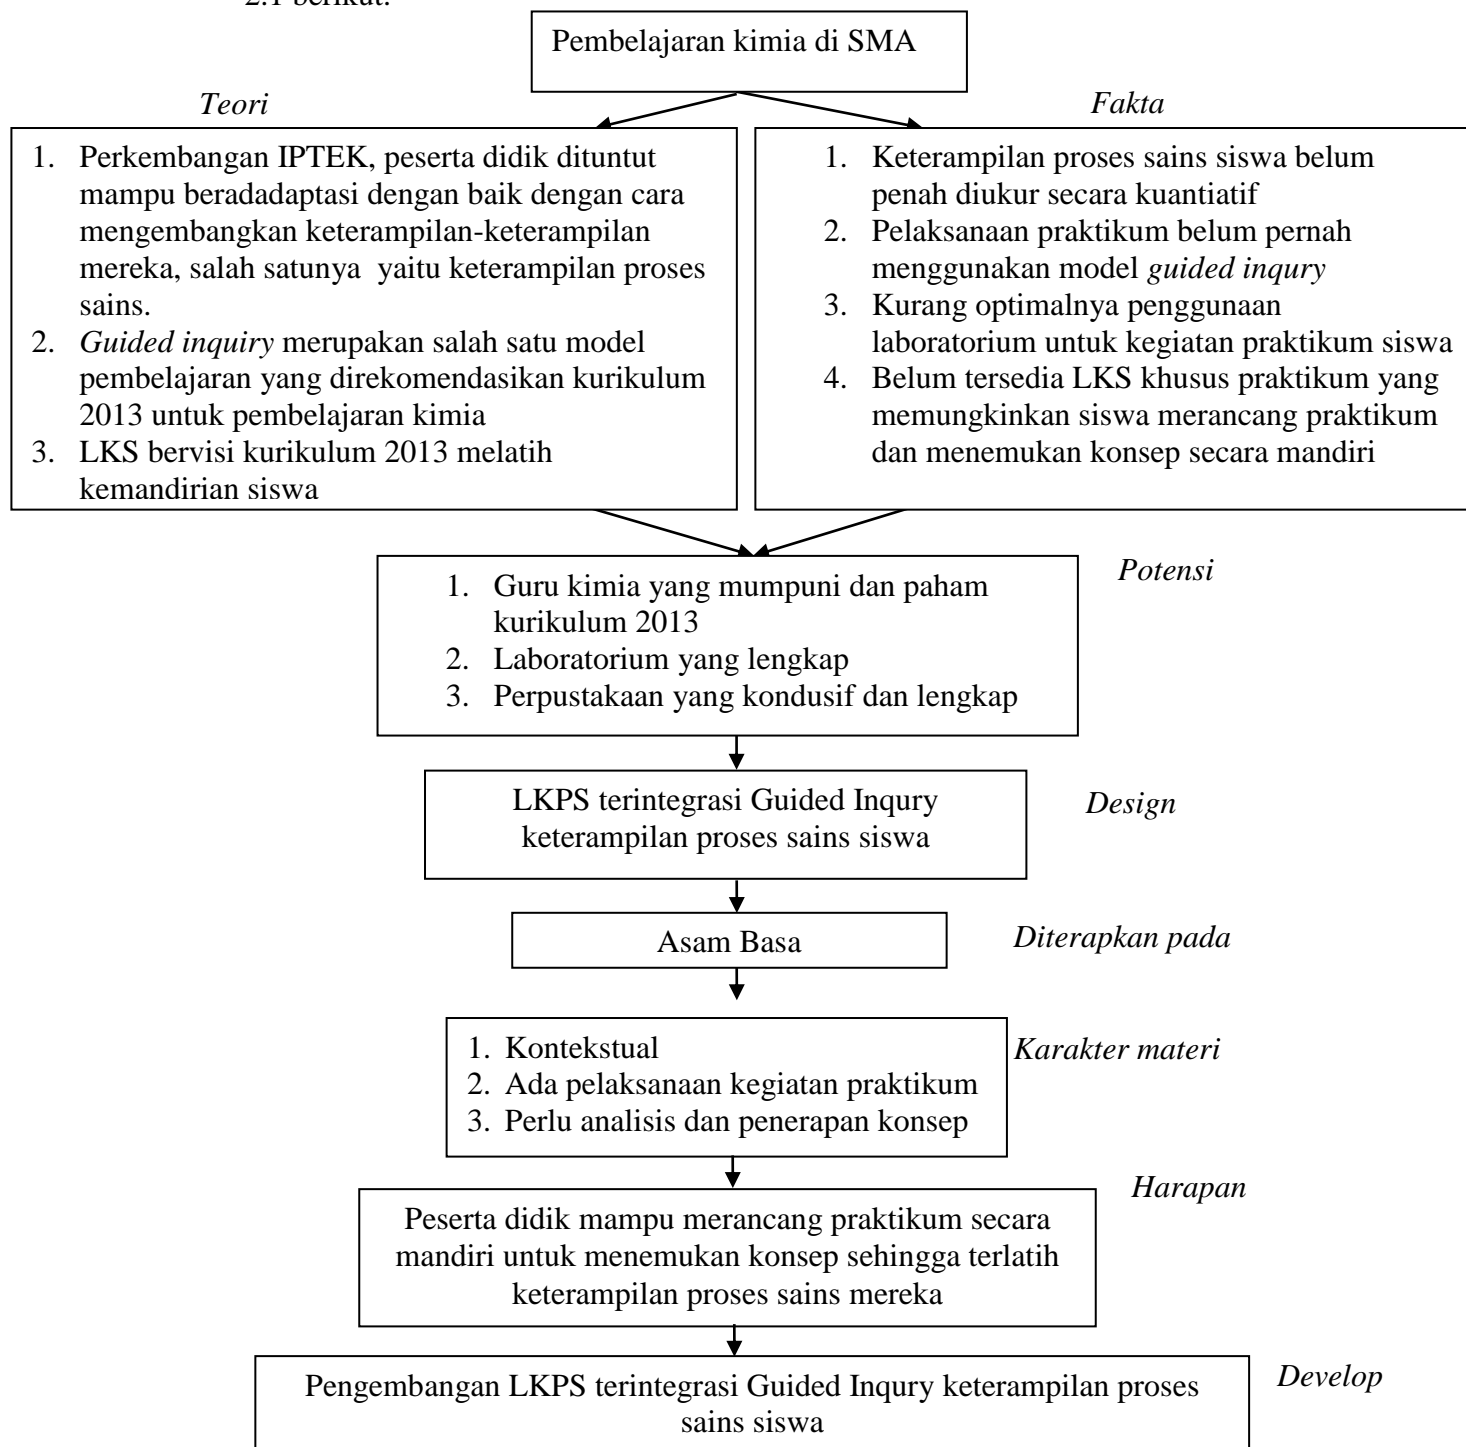 2.1 berikut.
Pembelajaran kimia di SMA
Teori
Fakta
1. Perkembangan IPTEK, peserta didik dituntut
mampu beradadaptasi dengan baik dengan cara
mengembangkan keterampilan-keterampilan
mereka, salah satunya yaitu keterampilan proses
sains.
2. Guided inquiry merupakan salah satu model
pembelajaran yang direkomendasikan kurikulum
2013 untuk pembelajaran kimia
3. LKS bervisi kurikulum 2013 melatih
kemandirian siswa
1. Keterampilan proses sains siswa belum
penah diukur secara kuantiatif
2. Pelaksanaan praktikum belum pernah
menggunakan model guided inqury
3. Kurang optimalnya penggunaan
laboratorium untuk kegiatan praktikum siswa
4. Belum tersedia LKS khusus praktikum yang
memungkinkan siswa merancang praktikum
dan menemukan konsep secara mandiri
Potensi
1. Guru kimia yang mumpuni dan paham
kurikulum 2013
2. Laboratorium yang lengkap
3. Perpustakaan yang kondusif dan lengkap
LKPS terintegrasi Guided Inqury
keterampilan proses sains siswa
Design
Asam Basa
Diterapkan pada
1. Kontekstual
2. Ada pelaksanaan kegiatan praktikum
3. Perlu analisis dan penerapan konsep
Karakter materi
Harapan
Peserta didik mampu merancang praktikum secara
mandiri untuk menemukan konsep sehingga terlatih
keterampilan proses sains mereka
Pengembangan LKPS terintegrasi Guided Inqury keterampilan proses
sains siswa
Develop